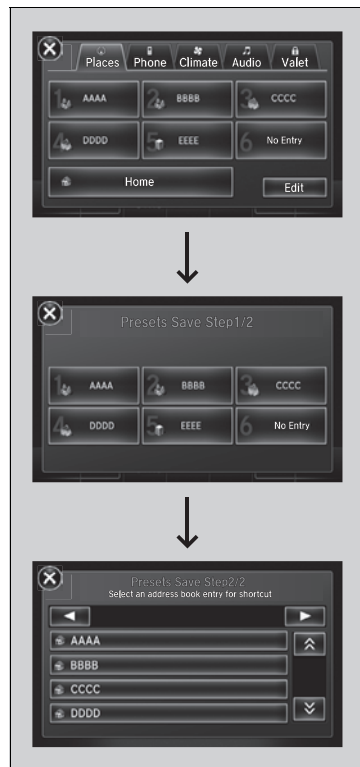 Places Phone Climate Audio Valet
1 AAAA 2 BBBB 3 CCCC
4 DDDD 5 EEEE 6 No Entry
Home
Edit
Presets Save Step1/2
1 AAAA 2 BBBB 3 CCCC
4 DDDD 5 EEEE 6 No Entry
Presets Save Step2/2
Select an address book entry for shortcut
AAAA
BBBB
CCCC
DDDD